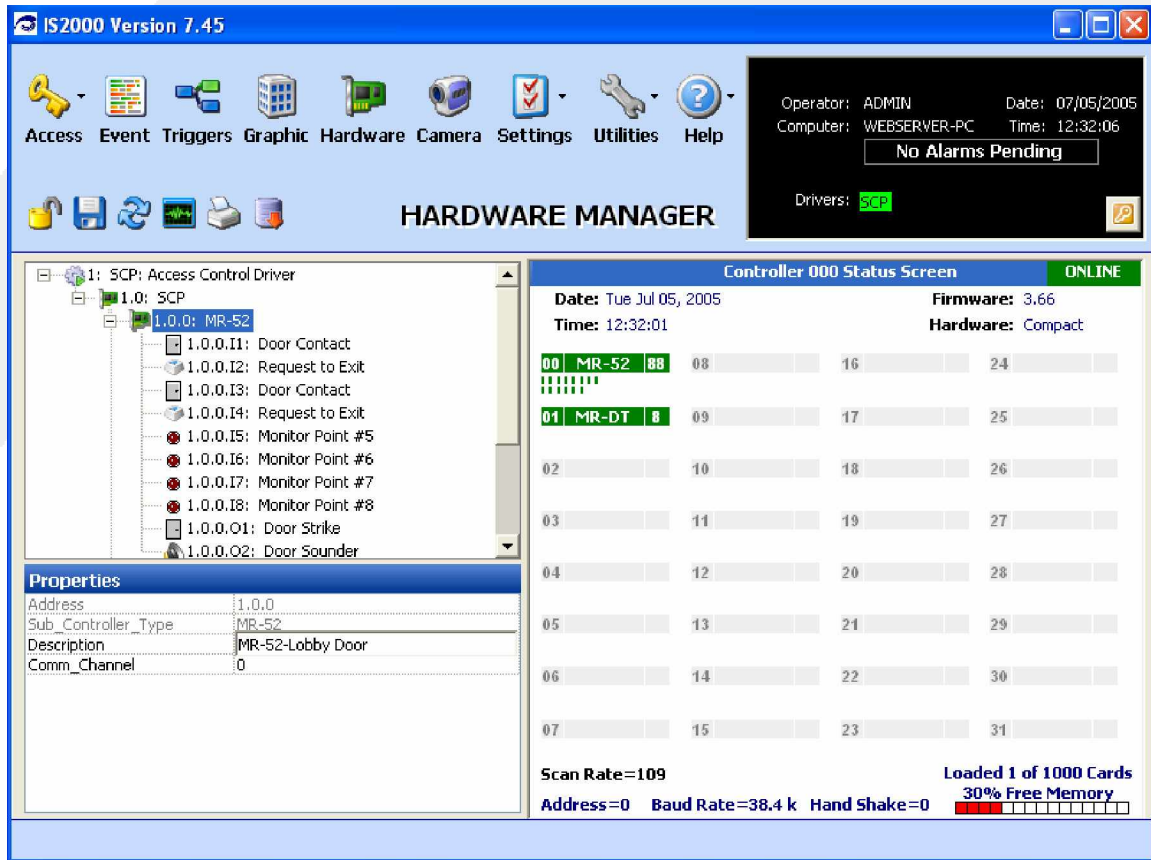 IS2000 Version 7.45
Access Event Triggers Graphic Hardware Camera Settings Utilities Help
Operator: ADMIN Date: 07/05/2005
Computer: WEBSERVER-PC Time: 12:32:06
No Alarms Pending
Drivers: SCP
HARDWARE MANAGER
1: SCP: Access Control Driver
1.0: SCP
1.0.0: MR-52
1.0.0.I1: Door Contact
1.0.0.I2: Request to Exit
1.0.0.I3: Door Contact
1.0.0.I4: Request to Exit
1.0.0.I5: Monitor Point #5
1.0.0.I6: Monitor Point #6
1.0.0.I7: Monitor Point #7
1.0.0.I8: Monitor Point #8
1.0.0.O1: Door Strike
1.0.0.O2: Door Sounder
Properties
Address 1.0.0
Sub_Controller_Type MR-52
Description MR-52-Lobby Door
Comm_Channel 0
Controller 000 Status Screen ONLINE
Date: Tue Jul 05, 2005 Firmware: 3.66
Time: 12:32:01 Hardware: Compact
00 MR-52 88 08 16 24
01 MR-DT 8 09 17 25
02 10 18 26
03 11 19 27
04 12 20 28
05 13 21 29
06 14 22 30
07 15 23 31
Scan Rate=109 Loaded 1 of 1000 Cards
30% Free Memory
Address=0 Baud Rate=38.4 k Hand Shake=0